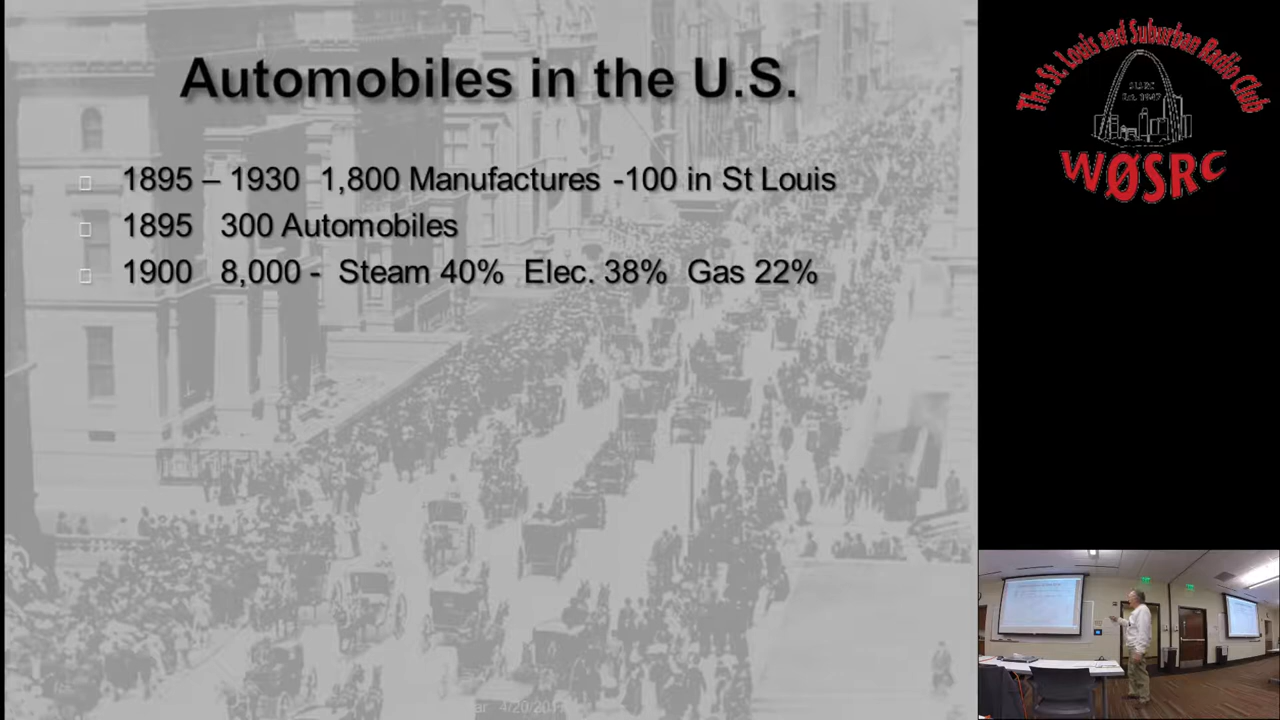 Automobiles in the U.S.
1895 – 1930 1,800 Manufactures -100 in St Louis
1895 300 Automobiles
1900 8,000 - Steam 40% Elec. 38% Gas 22%
The St. Louis and Suburban Radio Club
WØSRC